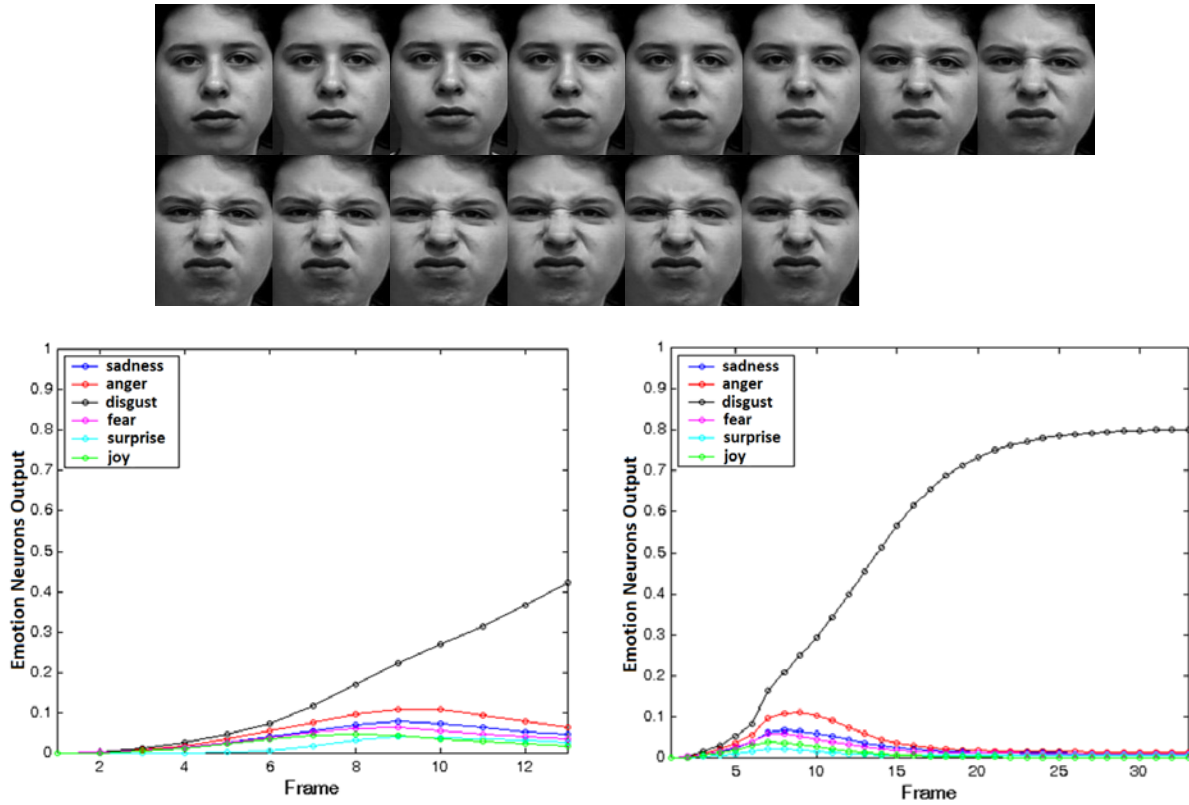 1
0.9
0.8
0.7
0.6
0.5
0.4
0.3
0.2
0.1
0
sadness
anger
disgust
fear
surprise
joy
Emotion Neurons Output
2 4 6 8 10 12
Frame
1
0.9
0.8
0.7
0.6
0.5
0.4
0.3
0.2
0.1
0
sadness
anger
disgust
fear
surprise
joy
Emotion Neurons Output
5 10 15 20 25 30
Frame